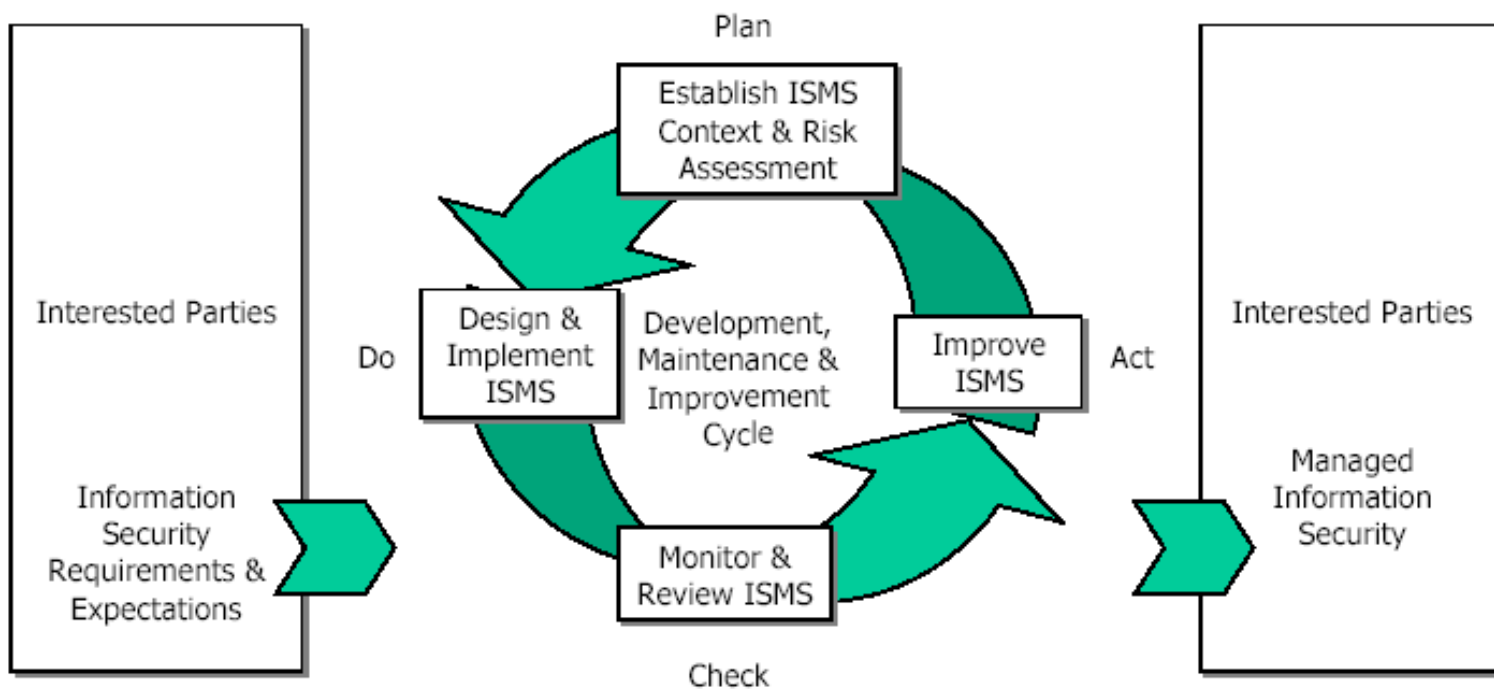 Plan
Establish ISMS
Context & Risk
Assessment
Interested Parties
Information
Security
Requirements &
Expectations
Do
Design &
Implement
ISMS
Development,
Maintenance &
Improvement
Cycle
Improve
ISMS
Act
Monitor &
Review ISMS
Check
Interested Parties
Managed
Information
Security